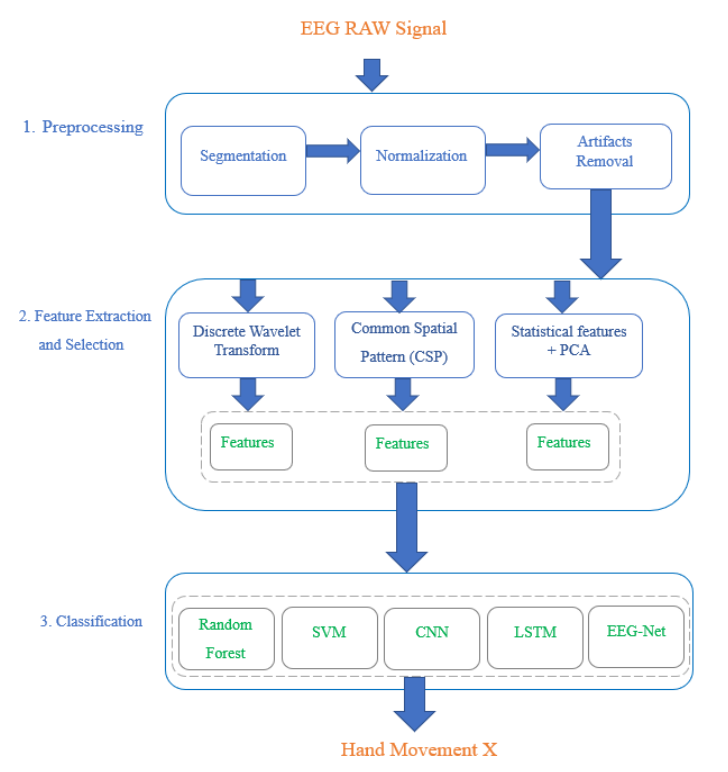 EEG RAW Signal
1. Preprocessing
Segmentation
Normalization
Artifacts
Removal
2. Feature Extraction
and Selection
Discrete Wavelet
Transform
Common Spatial
Pattern (CSP)
Statistical features
+ PCA
Features
Features
Features
3. Classification
Random
Forest
SVM
CNN
LSTM
EEG-Net
Hand Movement X